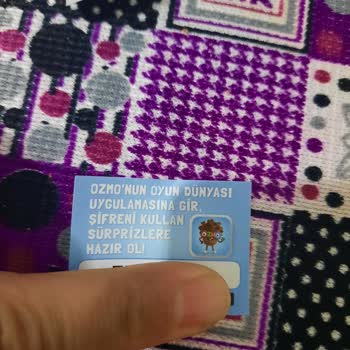 OZMO'NUN OYUN DÜNYASI
UYGULAMASINA GİR,
ŞİFRENİ KULLAN
SÜRPRİZLERE
HAZIR OL!